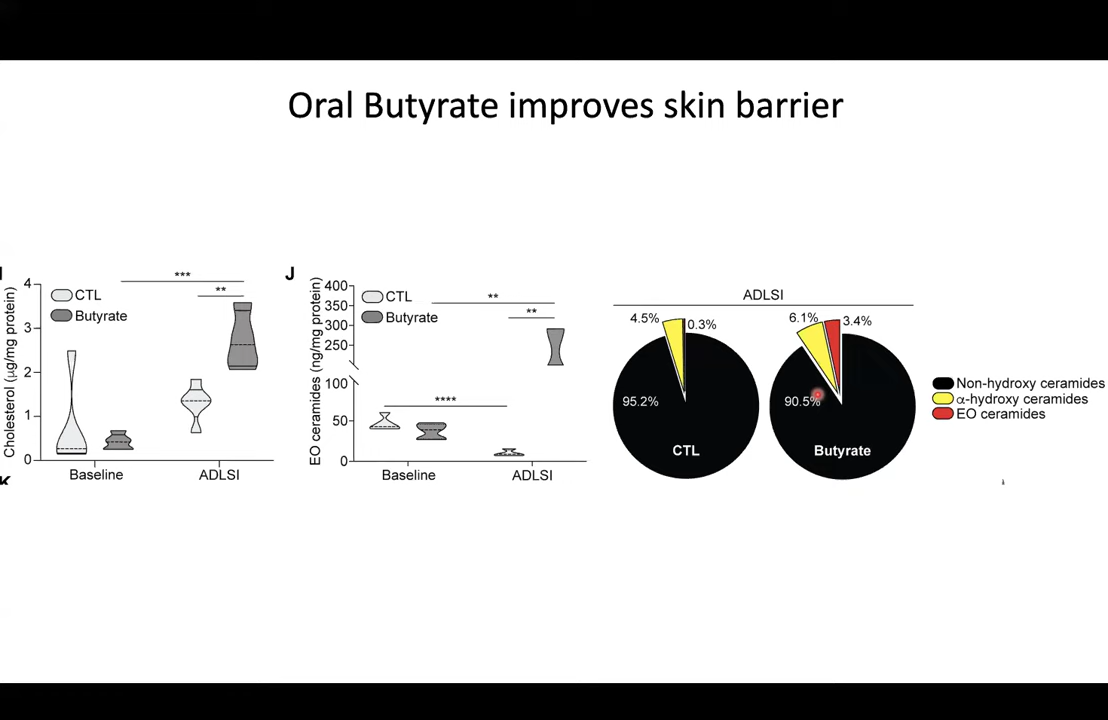 Oral Butyrate improves skin barrier
J
CTL
Butyrate
***
**
Cholesterol (µg/mg protein)
4
3
2
1
0
Baseline
ADLSI
CTL
Butyrate
**
**
****
EO ceramides (ng/mg protein)
400
350
300
250
100
50
0
Baseline
ADLSI
ADLSI
4.5%
0.3%
95.2%
CTL
6.1%
3.4%
90.5%
Butyrate
Non-hydroxy ceramides
α-hydroxy ceramides
EO ceramides